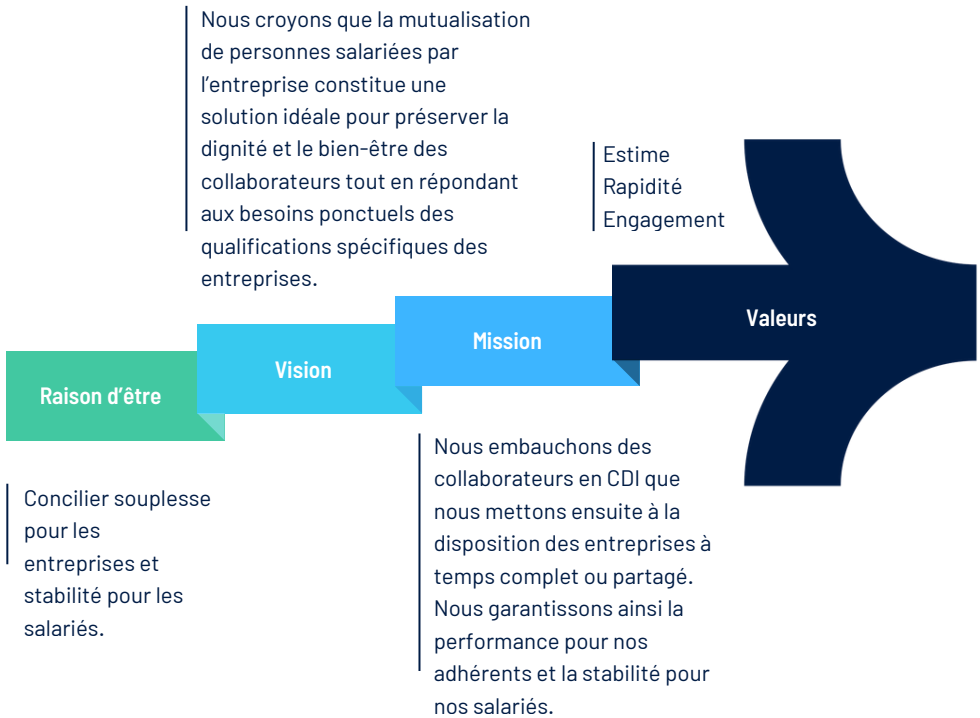 Nous croyons que la mutualisation
de personnes salariées par
l’entreprise constitue une
solution idéale pour préserver la
dignité et le bien-être des
collaborateurs tout en répondant
aux besoins ponctuels des
qualifications spécifiques des
entreprises.
Estime
Rapidité
Engagement
Valeurs
Mission
Vision
Raison d’être
Concilier souplesse
pour les
entreprises et
stabilité pour les
salariés.
Nous embauchons des
collaborateurs en CDI que
nous mettons ensuite à la
disposition des entreprises à
temps complet ou partagé.
Nous garantissons ainsi la
performance pour nos
adhérents et la stabilité pour
nos salariés.